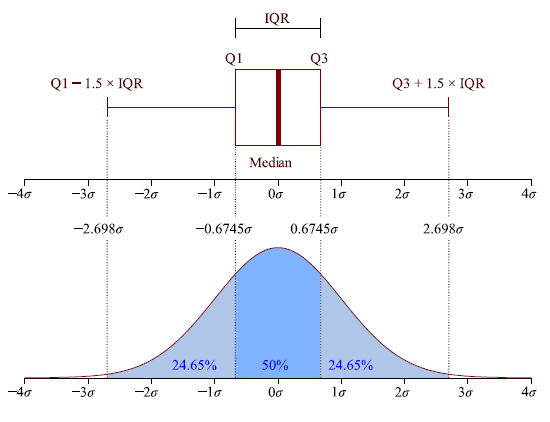 IQR
Q1 Q3
Q1 − 1.5 × IQR Q3 + 1.5 × IQR
Median
−4σ −3σ −2σ −1σ 0σ 1σ 2σ 3σ 4σ
−2.698σ −0.6745σ 0.6745σ 2.698σ
24.65% 50% 24.65%
−4σ −3σ −2σ −1σ 0σ 1σ 2σ 3σ 4σ